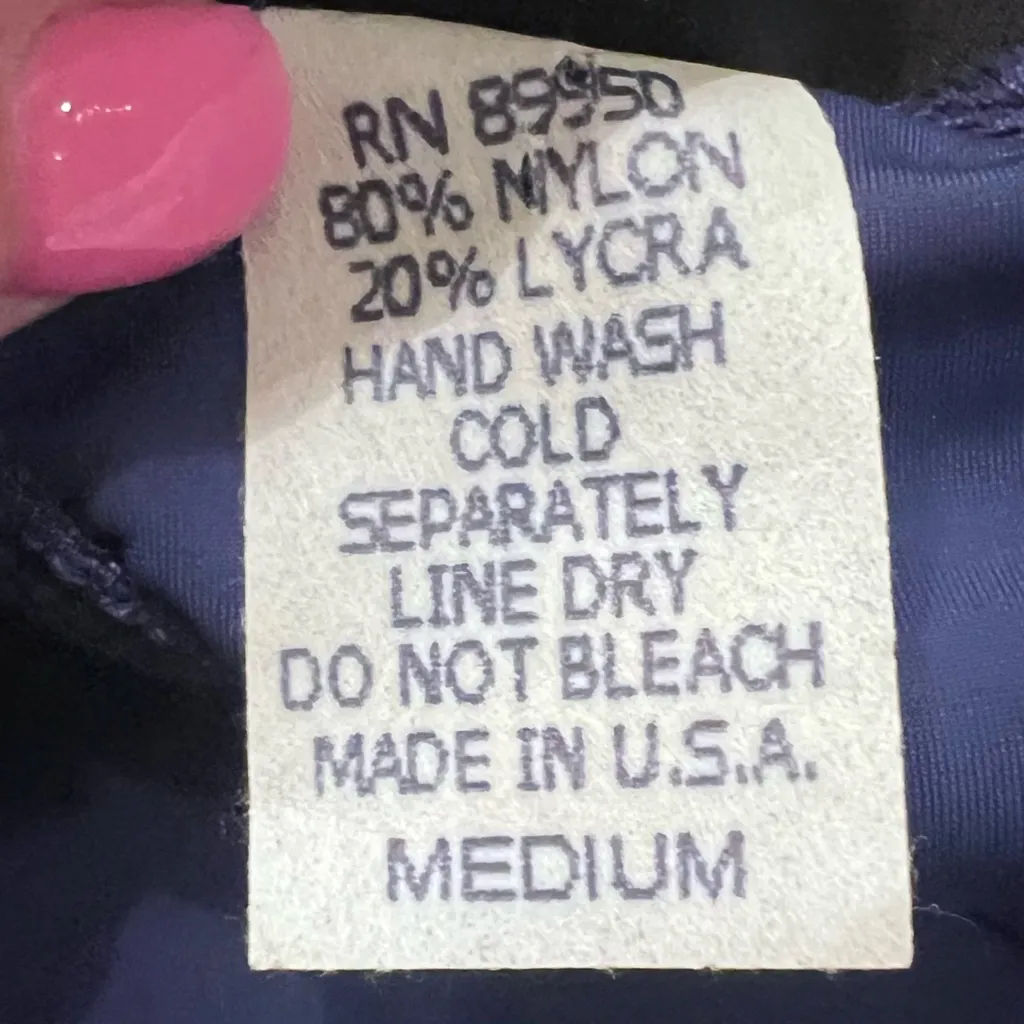 RN 89950
80% NYLON
20% LYCRA
HAND WASH
COLD
SEPARATELY
LINE DRY
DO NOT BLEACH
MADE IN U.S.A.
MEDIUM